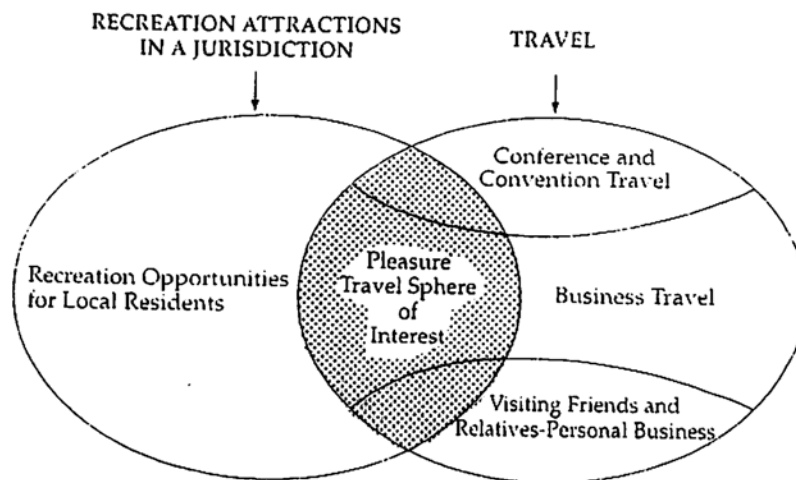 RECREATION ATTRACTIONS
IN A JURISDICTION
TRAVEL
Conference and
Convention Travel
Recreation Opportunities
for Local Residents
Pleasure
Travel Sphere
of
Interest
Business Travel
Visiting Friends and
Relatives-Personal Business